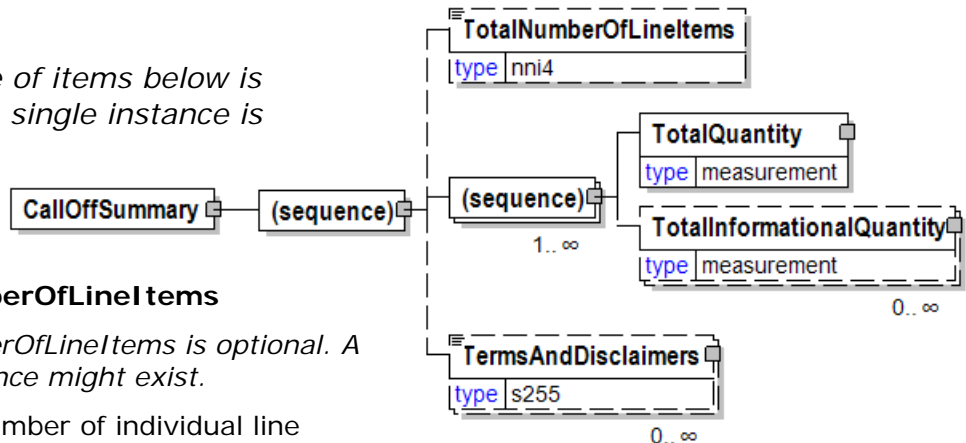 TotalNumberOfLineItems
type nni4
e of items below is
single instance is
TotalQuantity
type measurement
CallOffSummary
(sequence)
(sequence)
1.. ∞
TotalInformationalQuantity
type measurement
0.. ∞
berOfLineItems
erOfLineItems is optional. A
nce might exist.
TermsAndDisclaimers
type s255
mber of individual line
0.. ∞